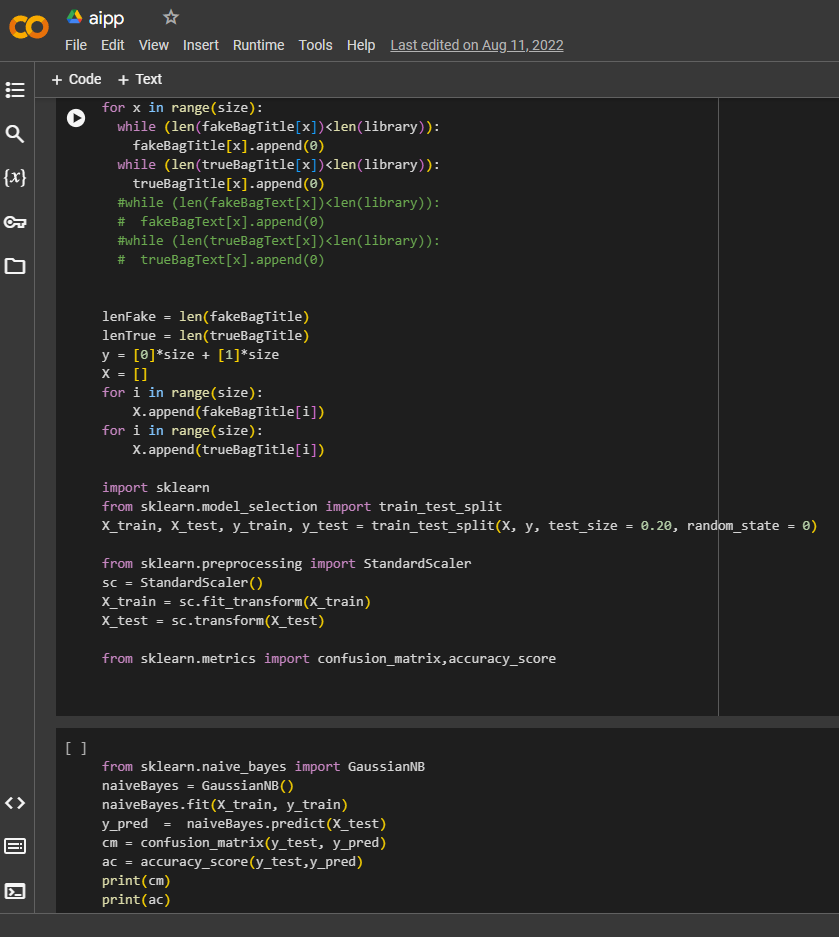 aipp
File Edit View Insert Runtime Tools Help Last edited on Aug 11, 2022
+ Code + Text
for x in range(size):
  while (len(fakeBagTitle[x])<len(library)):
    fakeBagTitle[x].append(0)
  while (len(trueBagTitle[x])<len(library)):
    trueBagTitle[x].append(0)
  #while (len(fakeBagText[x])<len(library)):
  #  fakeBagText[x].append(0)
  #while (len(trueBagText[x])<len(library)):
  #  trueBagText[x].append(0)
lenFake = len(fakeBagTitle)
lenTrue = len(trueBagTitle)
y = [0]*size + [1]*size
X = []
for i in range(size):
    X.append(fakeBagTitle[i])
for i in range(size):
    X.append(trueBagTitle[i])
import sklearn
from sklearn.model_selection import train_test_split
X_train, X_test, y_train, y_test = train_test_split(X, y, test_size = 0.20, random_state = 0)
from sklearn.preprocessing import StandardScaler
sc = StandardScaler()
X_train = sc.fit_transform(X_train)
X_test = sc.transform(X_test)
from sklearn.metrics import confusion_matrix,accuracy_score
[ ]
from sklearn.naive_bayes import GaussianNB
naiveBayes = GaussianNB()
naiveBayes.fit(X_train, y_train)
y_pred  =  naiveBayes.predict(X_test)
cm = confusion_matrix(y_test, y_pred)
ac = accuracy_score(y_test,y_pred)
print(cm)
print(ac)